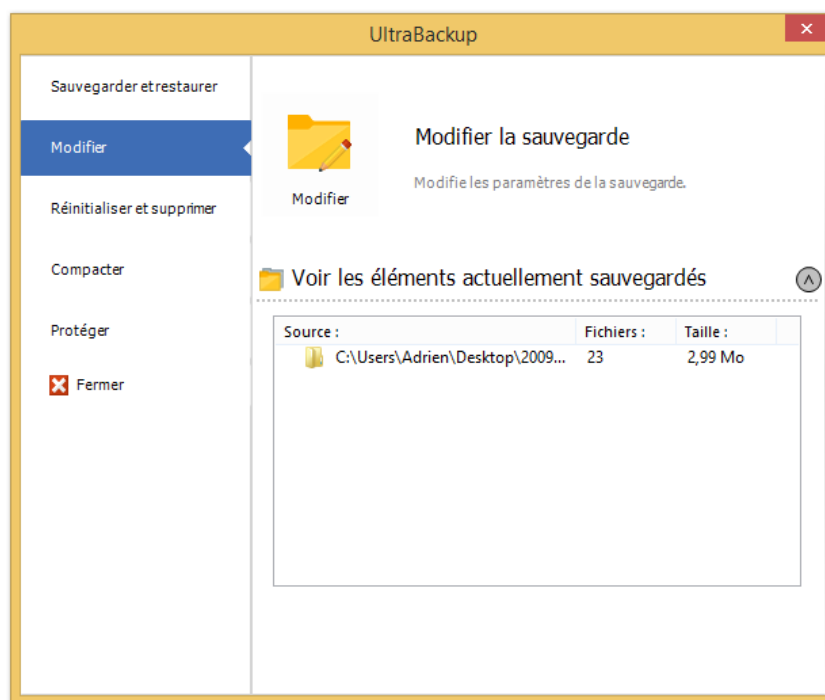 UltraBackup
Sauvegarder et restaurer
Modifier
Réinitialiser et supprimer
Compacter
Protéger
Fermer
Modifier
Modifier la sauvegarde
Modifie les paramètres de la sauvegarde.
Voir les éléments actuellement sauvegardés
Source : Fichiers : Taille :
C:\Users\Adrien\Desktop\2009... 23 2,99 Mo